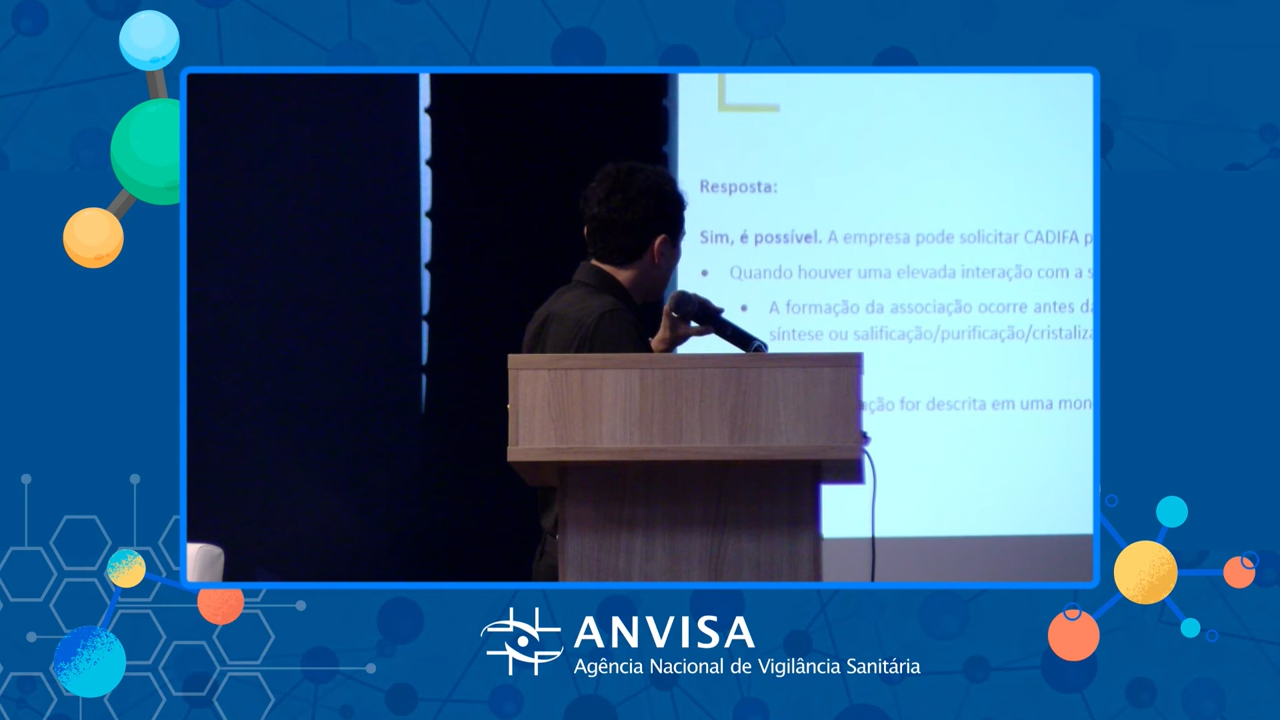 Resposta:
Sim, é possível. A empresa pode solicitar CADIFA p
• Quando houver uma elevada interação com a s
• A formação da associação ocorre antes da
síntese ou salificação/purificação/cristaliza
ação for descrita em uma mon
ANVISA
Agência Nacional de Vigilância Sanitária